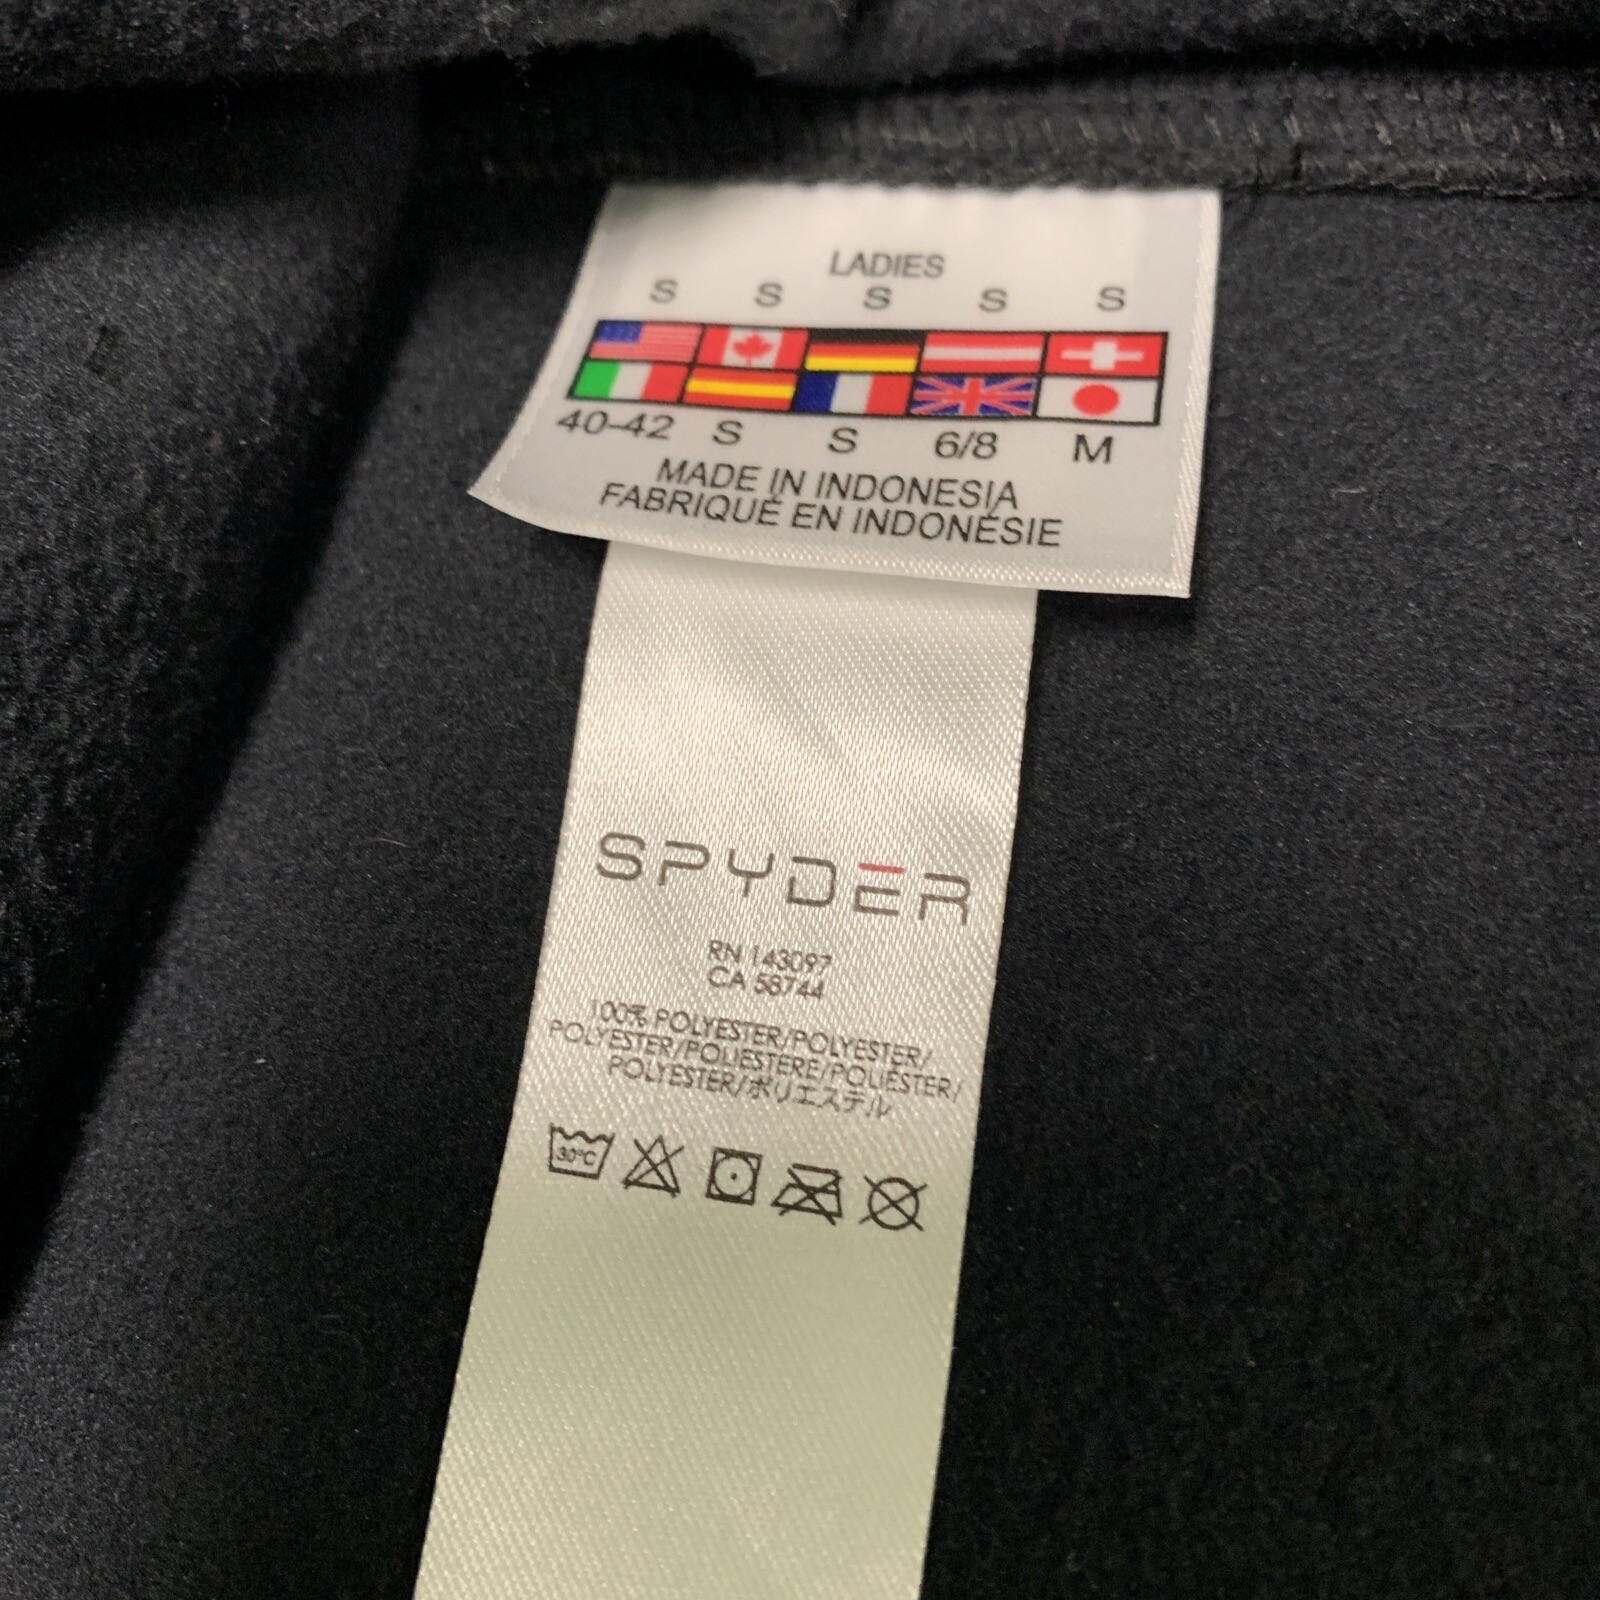 LADIES
S S S S S
40-42 S S 6/8 M
MADE IN INDONESIA
FABRIQUÉ EN INDONÉSIE
SPYDER
RN 143097
CA 58744
100% POLYESTER/POLYESTER/
POLYESTER/POLIESTERE/POLIÉSTER/
POLYESTER/ポリエステル
30°C